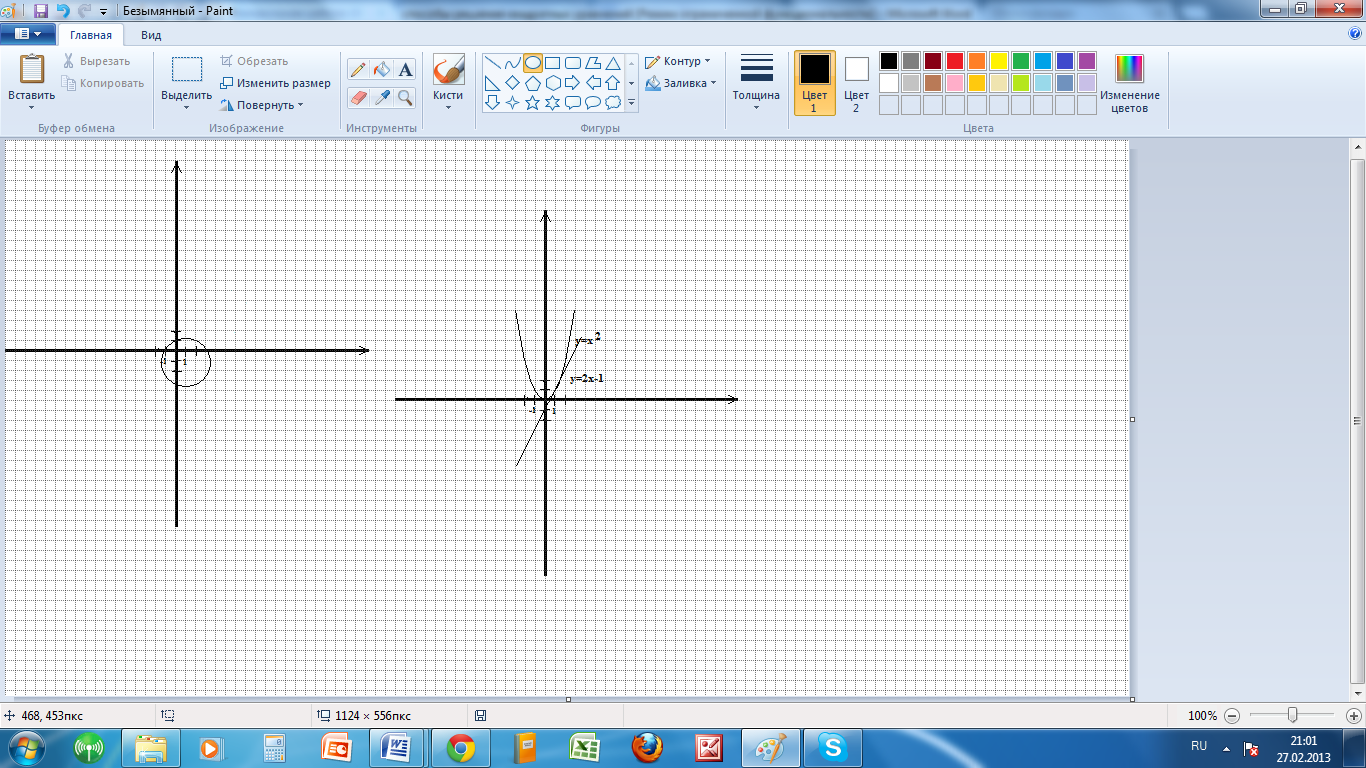 Безымянный - Paint
Главная
Вид
Вставить
Вырезать
Копировать
Буфер обмена
Выделить
Обрезать
Изменить размер
Повернуть
Изображение
A
Инструменты
Кисти
Контур
Заливка
Фигуры
Толщина
Цвет
1
Цвет
2
Изменение
цветов
Цвета
-1
1
y=x 2
y=2x-1
-1
1
468, 453пкс
1124 × 556пкс
100%
RU
21:01
27.02.2013